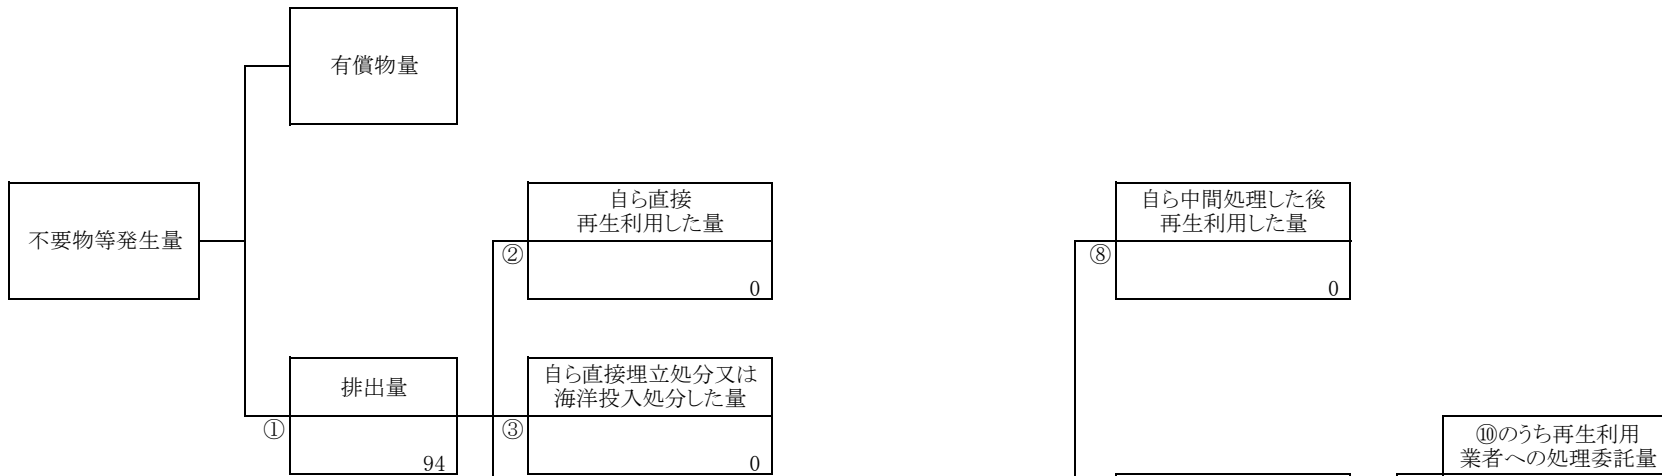 有償物量
不要物等発生量
自ら直接
再生利用した量
②
0
自ら中間処理した後
再生利用した量
⑧
0
排出量
①
94
自ら直接埋立処分又は
海洋投入処分した量
③
0
⑩のうち再生利用
業者への処理委託量